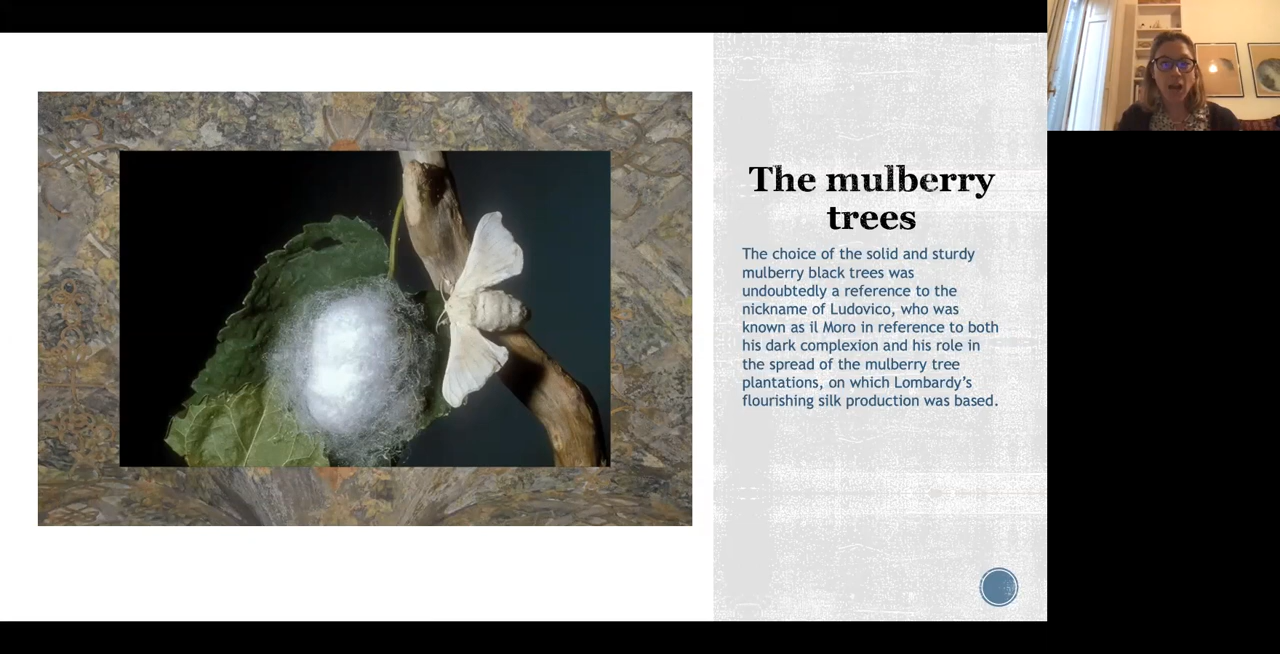 The mulberry
trees
The choice of the solid and sturdy
mulberry black trees was
undoubtedly a reference to the
nickname of Ludovico, who was
known as il Moro in reference to both
his dark complexion and his role in
the spread of the mulberry tree
plantations, on which Lombardy’s
flourishing silk production was based.